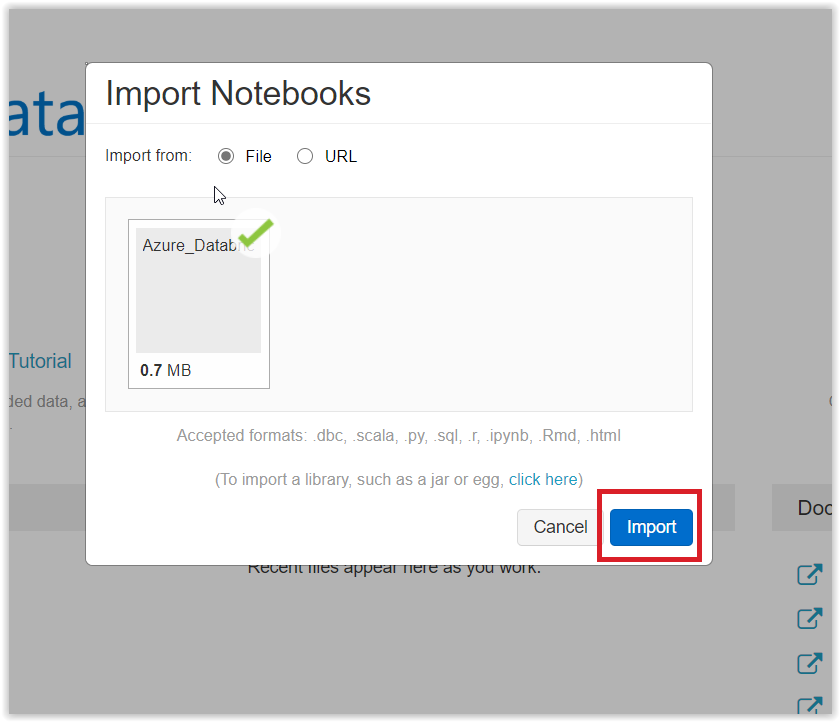 Import Notebooks
ata
Import from: File URL
Azure_Databric
0.7 MB
Tutorial
ded data, a
Accepted formats: .dbc, .scala, .py, .sql, .r, .ipynb, .Rmd, .html
(To import a library, such as a jar or egg, click here)
Doc
Cancel Import
Recent files appear here as you work.